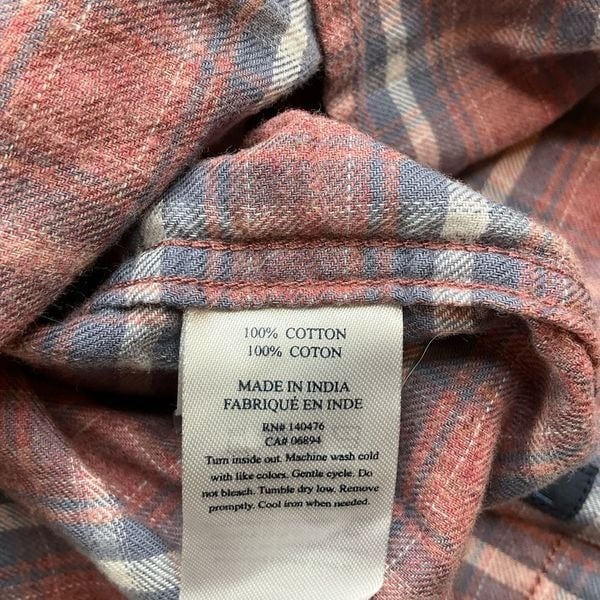 100% COTTON
100% COTON
MADE IN INDIA
FABRIQUÉ EN INDE
RN# 140476
CA# 06894
Turn inside out. Machine wash cold
with like colors. Gentle cycle. Do
not bleach. Tumble dry low. Remove
promptly. Cool iron when needed.